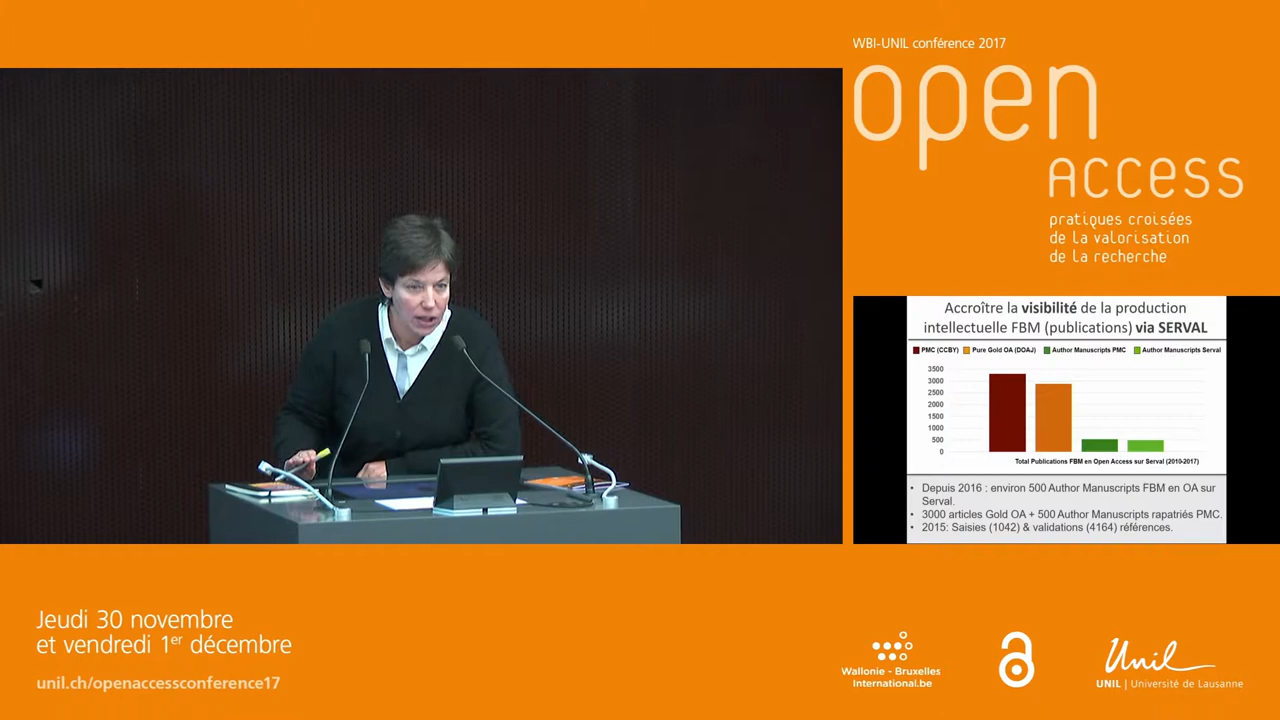 WBI-UNIL conférence 2017
open
access
pratiques croisées
de la valorisation
de la recherche
Accroître la visibilité de la production
intellectuelle FBM (publications) via SERVAL
PMC (CCBY) Pure Gold OA (DOAJ) Author Manuscripts PMC Author Manuscripts Serval
3500
3000
2500
2000
1500
1000
500
0
Total Publications FBM en Open Access sur Serval (2010-2017)
• Depuis 2016 : environ 500 Author Manuscripts FBM en OA sur
Serval.
• 3000 articles Gold OA + 500 Author Manuscripts rapatriés PMC.
• 2015: Saisies (1042) & validations (4164) références.
Jeudi 30 novembre
et vendredi 1er décembre
unil.ch/openaccessconference17
Wallonie - Bruxelles
International.be
Unil
UNIL | Université de Lausanne